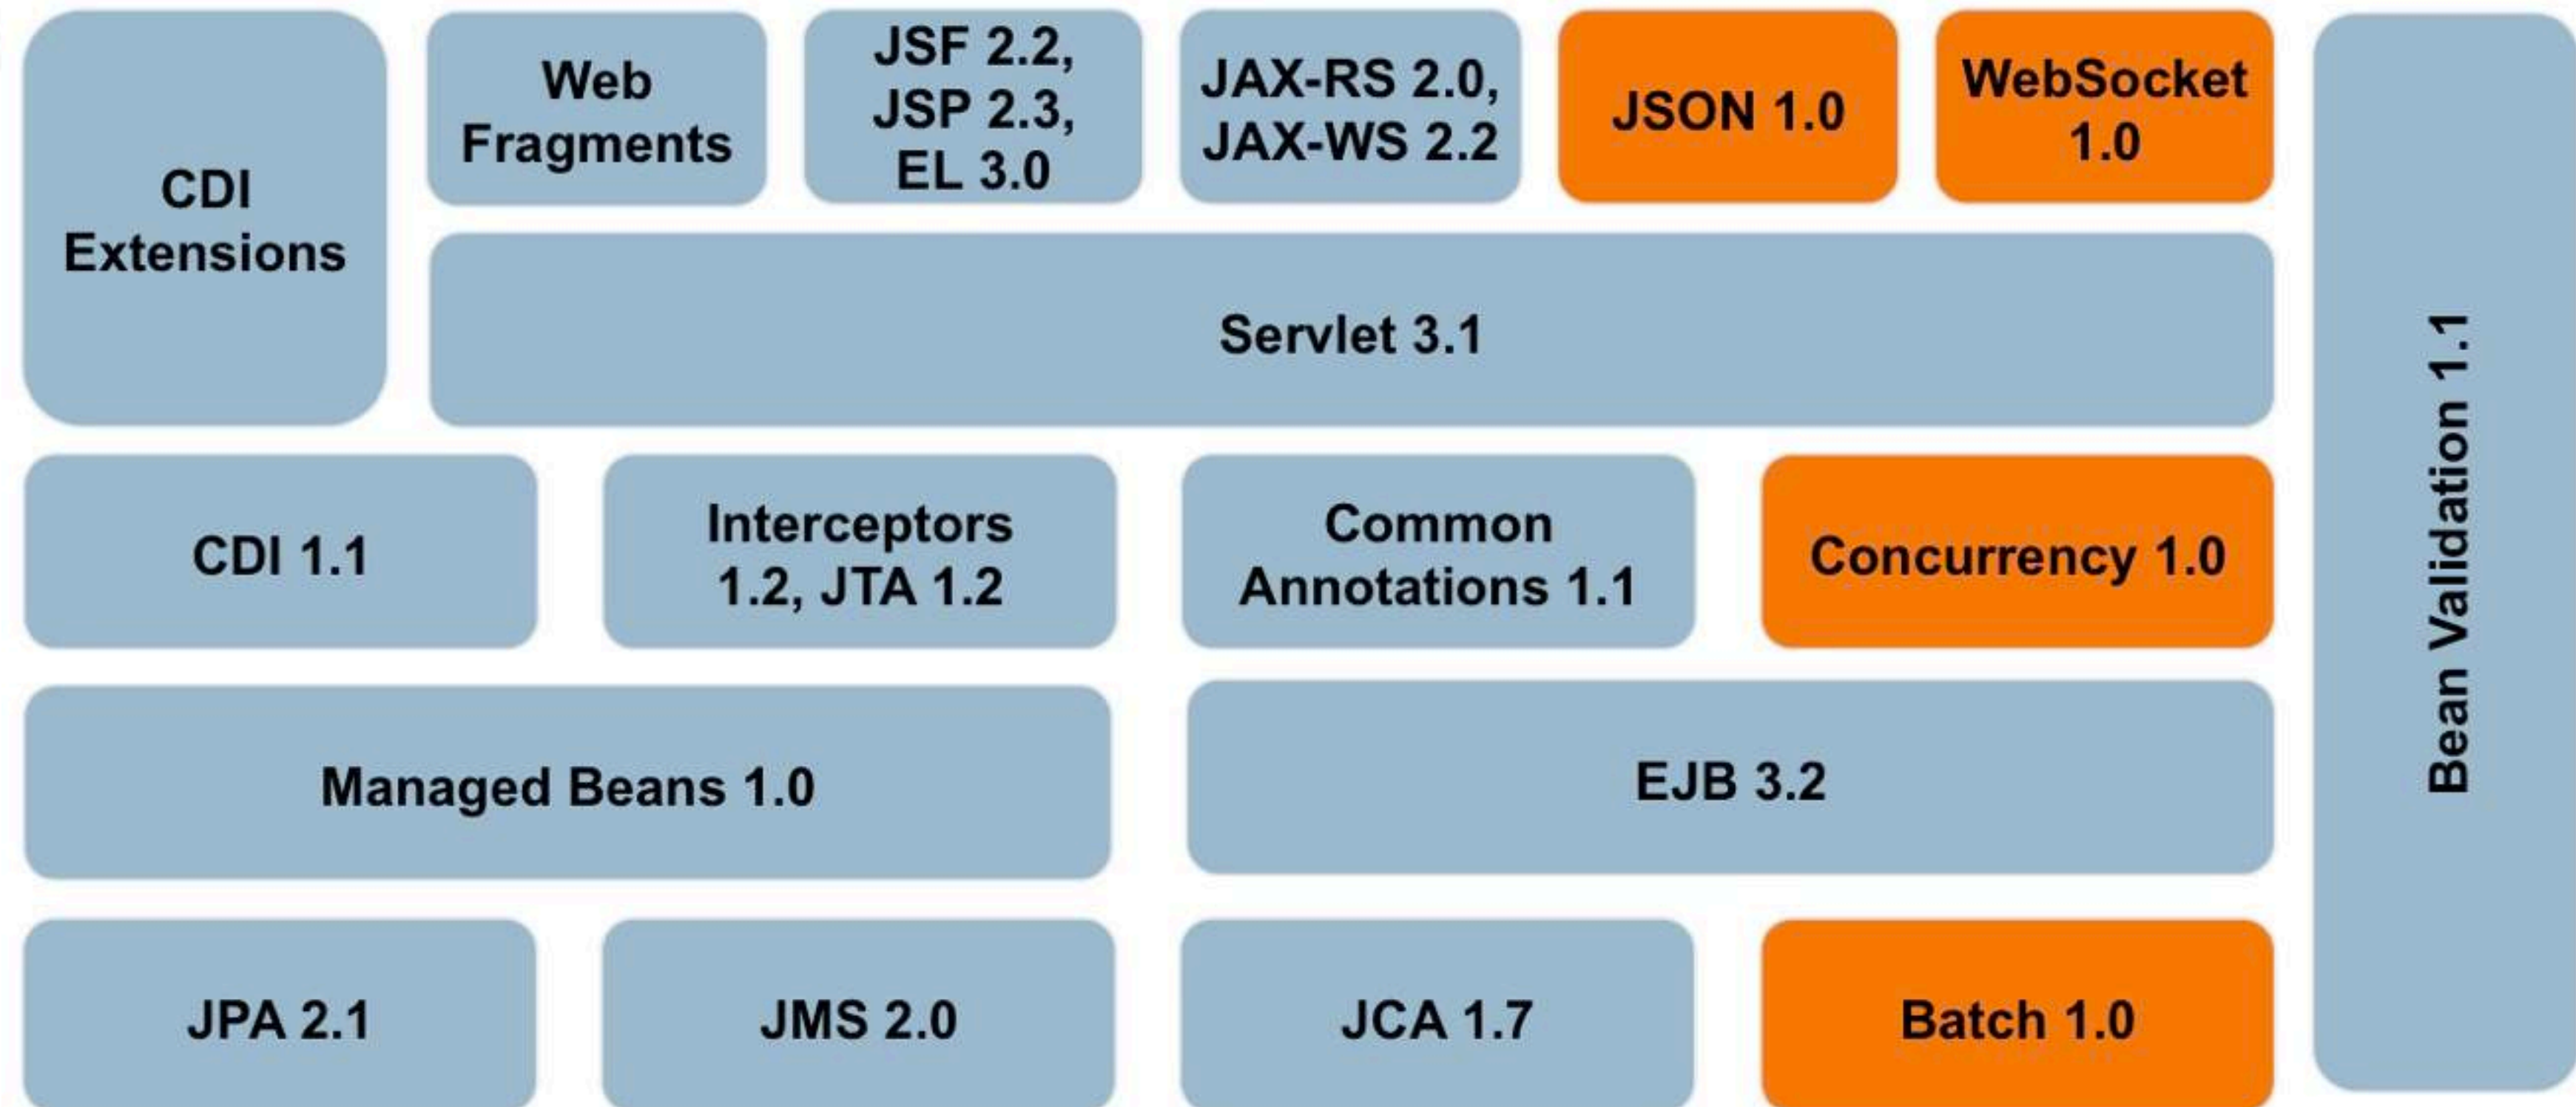 CDI
Extensions
Web
Fragments
JSF 2.2,
JSP 2.3,
EL 3.0
JAX-RS 2.0,
JAX-WS 2.2
JSON 1.0
WebSocket
1.0
Servlet 3.1
CDI 1.1
Interceptors
1.2, JTA 1.2
Common
Annotations 1.1
Concurrency 1.0
Managed Beans 1.0
EJB 3.2
JPA 2.1
JMS 2.0
JCA 1.7
Batch 1.0
Bean Validation 1.1